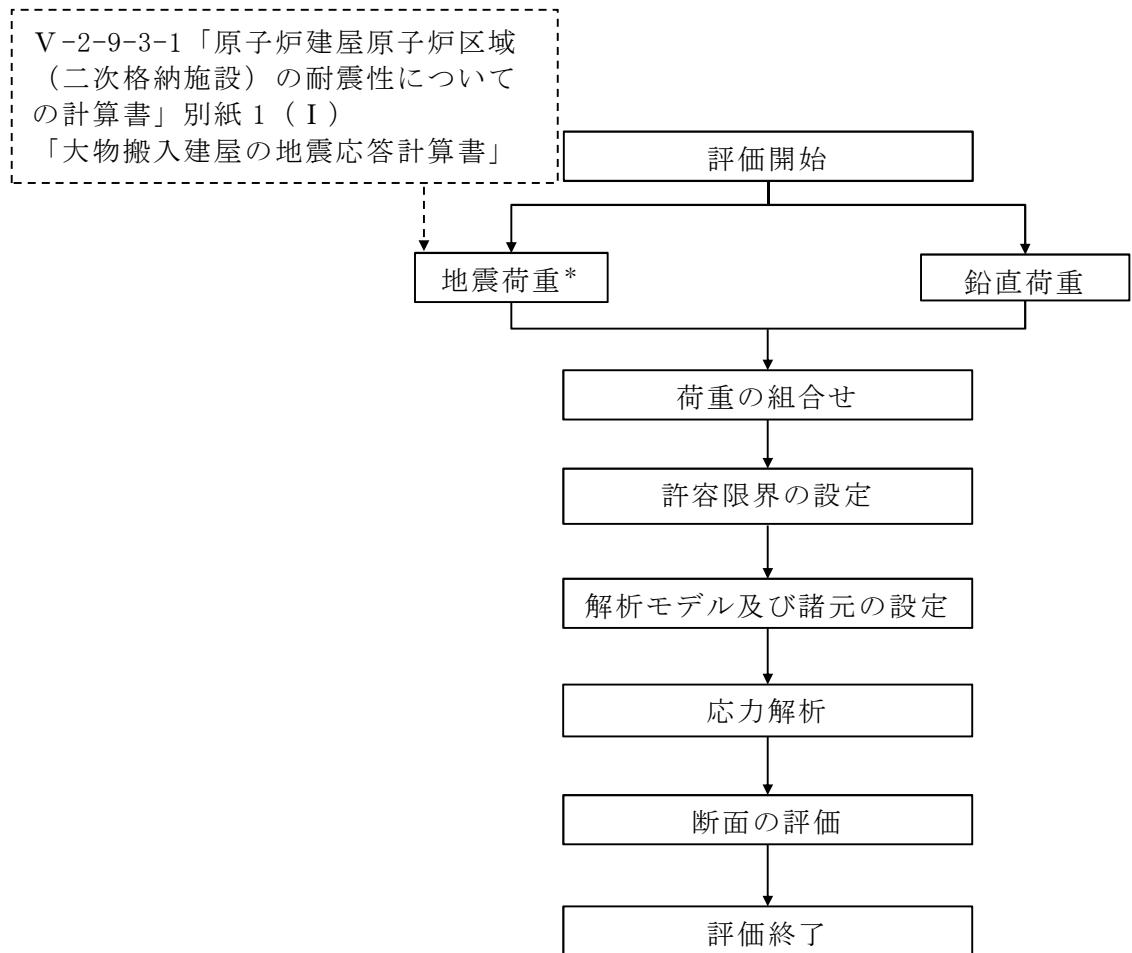 Ⅴ-2-9-3-1「原子炉建屋原子炉区域
（二次格納施設）の耐震性について
の計算書」別紙1（Ⅰ）
「大物搬入建屋の地震応答計算書」
評価開始
地震荷重*
鉛直荷重
荷重の組合せ
許容限界の設定
解析モデル及び諸元の設定
応力解析
断面の評価
評価終了